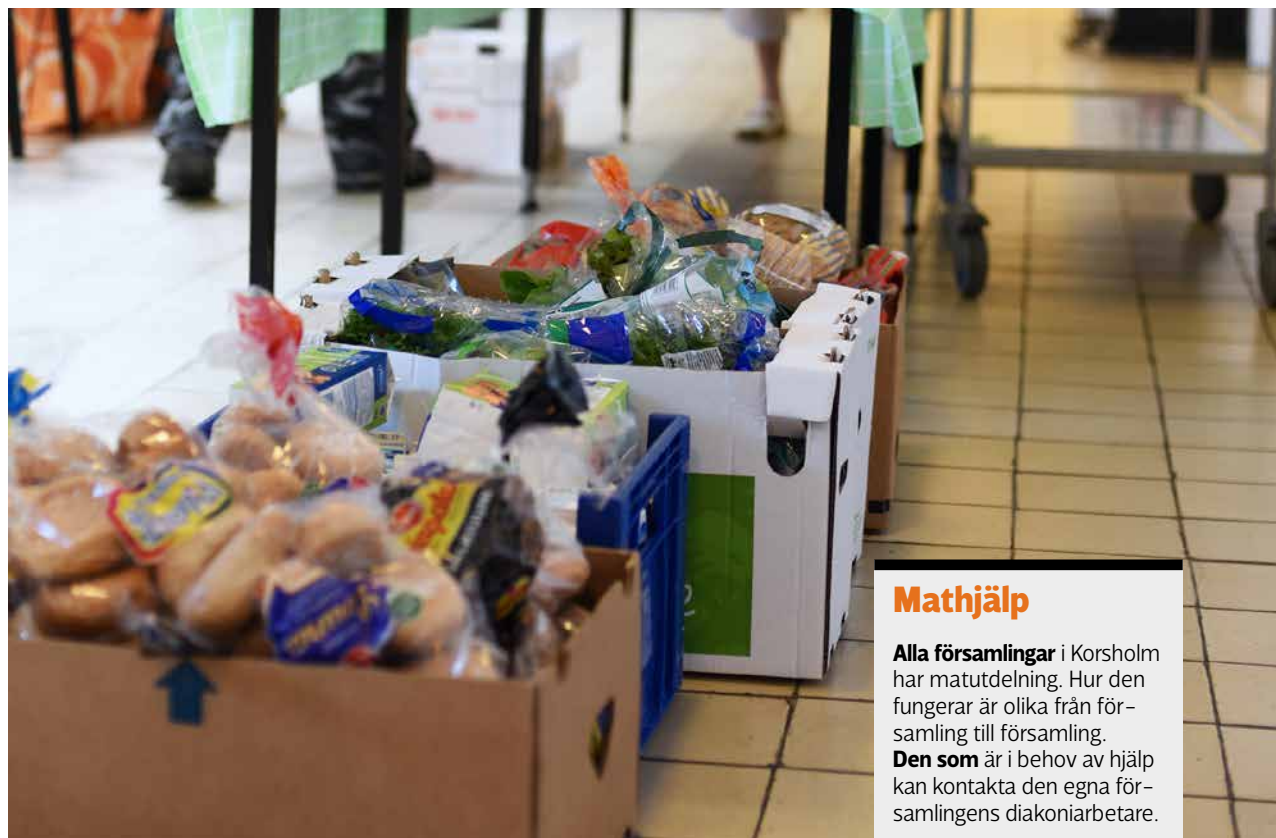 Mathjälp
Alla församlingar i Korsholm
har matutdelning. Hur den
fungerar är olika från för-
samling till församling.
Den som är i behov av hjälp
kan kontakta den egna för-
samlingens diakoniarbetare.